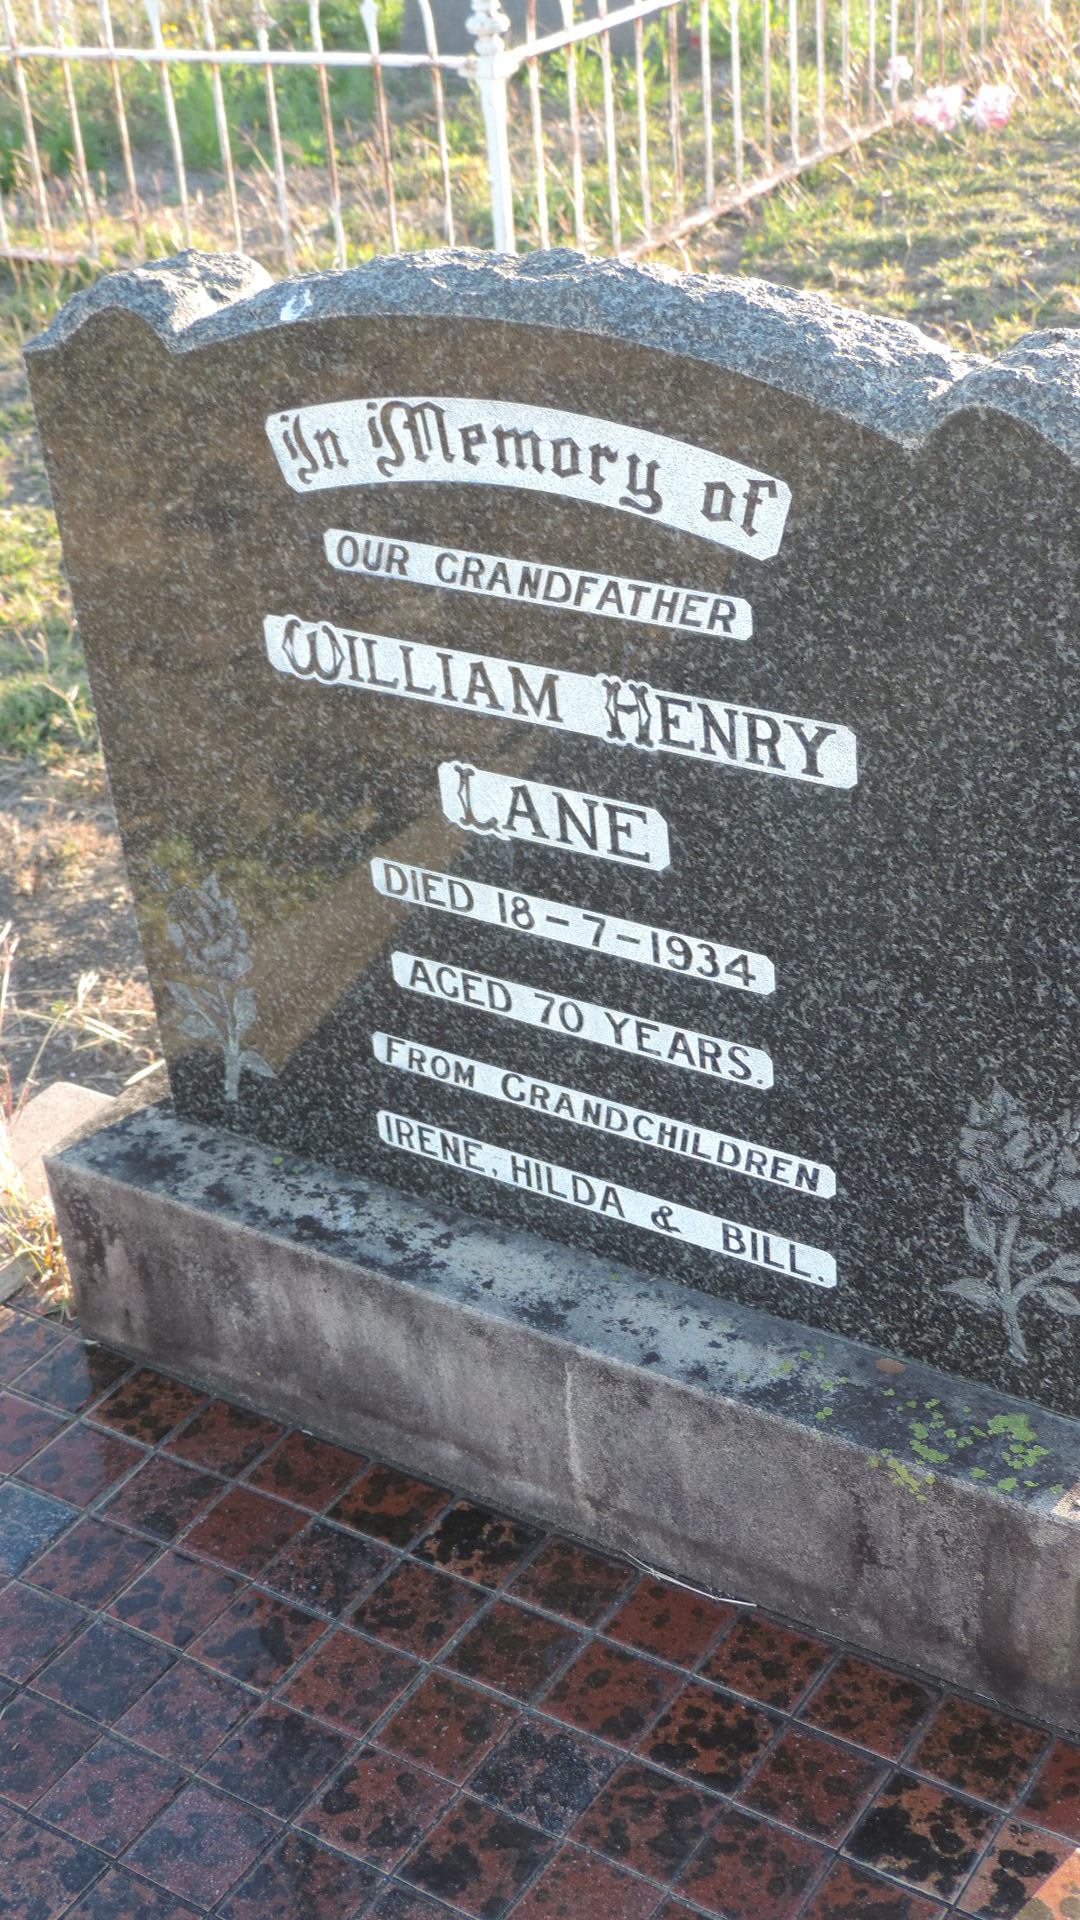 In Memory of
OUR GRANDFATHER
WILLIAM HENRY
LANE
DIED 18-7-1934
AGED 70 YEARS.
FROM GRANDCHILDREN
IRENE, HILDA & BILL.